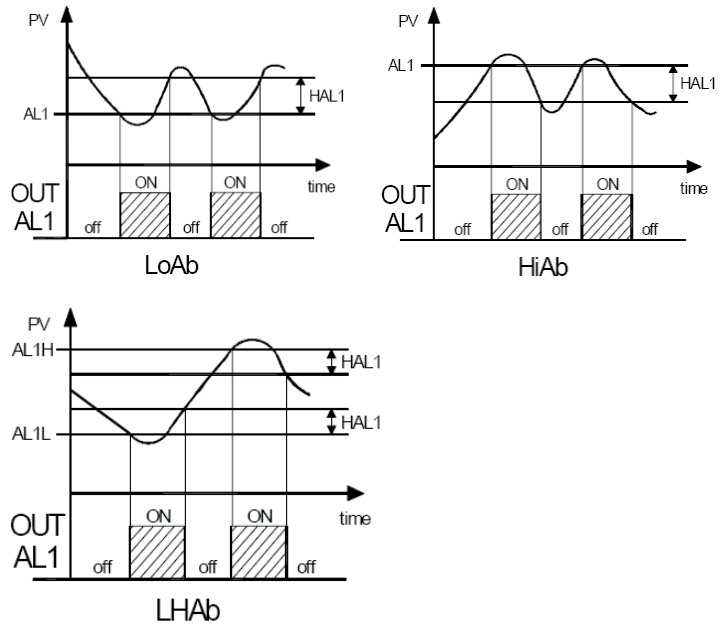 PV
HAL1
AL1
time
ON
ON
OUT
AL1
off
off
off
LoAb
PV
AL1
HAL1
time
ON
ON
OUT
AL1
off
off
off
HiAb
PV
AL1H
HAL1
HAL1
AL1L
time
ON
ON
OUT
AL1
off
off
off
LHAb